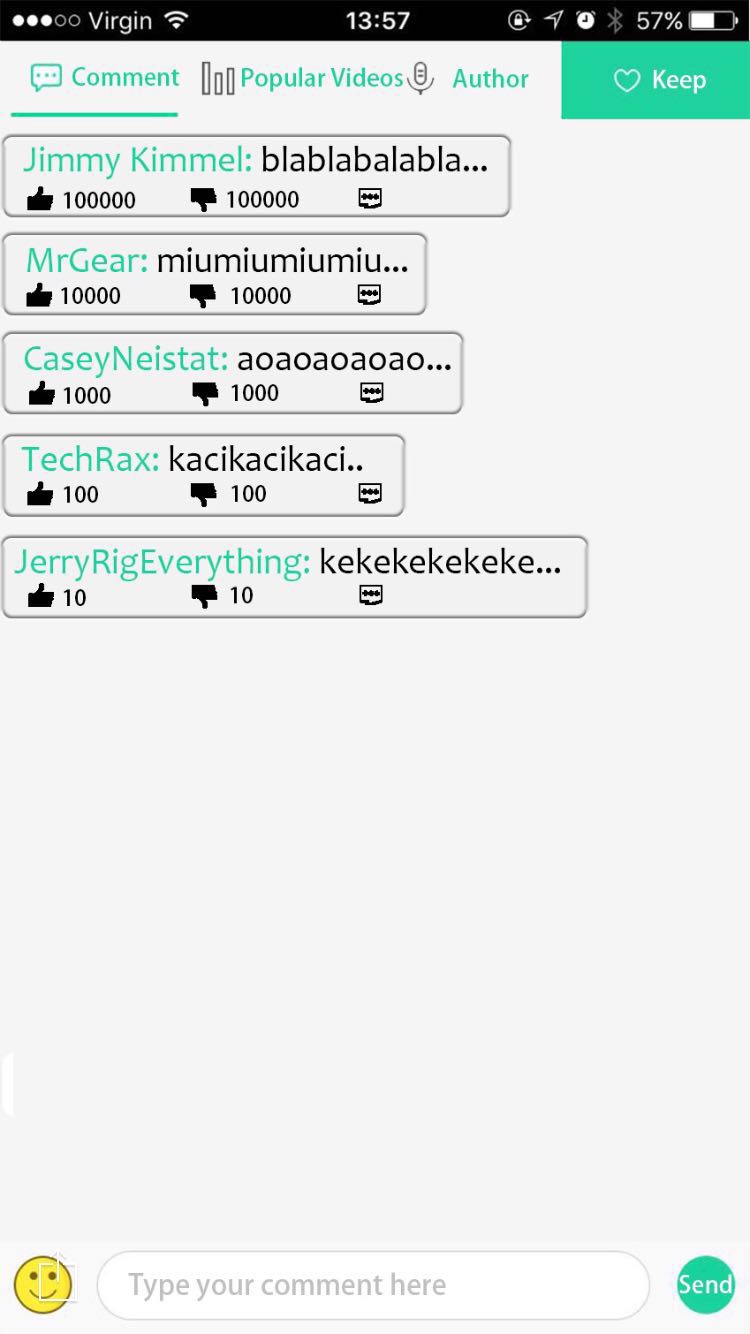 Virgin 13:57 57%
Comment Popular Videos Author Keep
Jimmy Kimmel: blablabalabla...
100000 100000
MrGear: miumiumiumiu...
10000 10000
CaseyNeistat: aoaoaoaoao...
1000 1000
TechRax: kacikacikaci..
100 100
JerryRigEverything: kekekekekeke...
10 10
Type your comment here Send